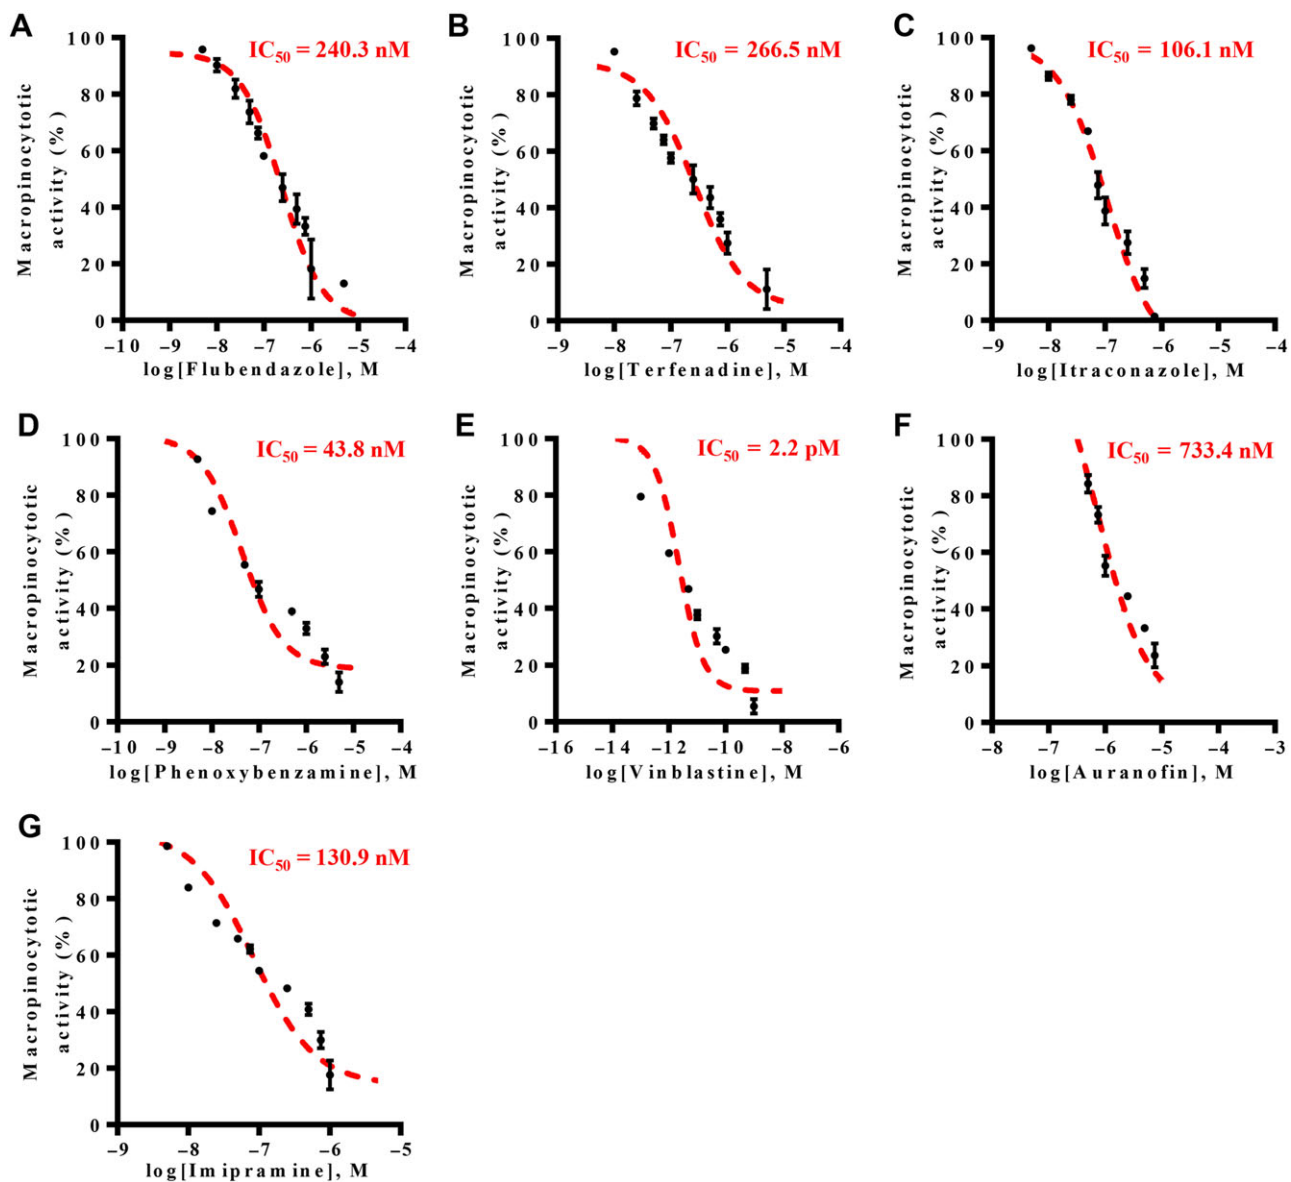 A
IC50 = 240.3 nM
Macropinocytotic
activity (%)
100
80
60
40
20
0
−10 −9 −8 −7 −6 −5 −4
log[Flubendazole], M
B
IC50 = 266.5 nM
Macropinocytotic
activity (%)
100
80
60
40
20
0
−9 −8 −7 −6 −5 −4
log[Terfenadine], M
C
IC50 = 106.1 nM
Macropinocytotic
activity (%)
100
80
60
40
20
0
−9 −8 −7 −6 −5 −4
log[Itraconazole], M
D
IC50 = 43.8 nM
Macropinocytotic
activity (%)
100
80
60
40
20
0
−10 −9 −8 −7 −6 −5 −4
log[Phenoxybenzamine], M
E
IC50 = 2.2 pM
Macropinocytotic
activity (%)
100
80
60
40
20
0
−16 −14 −12 −10 −8 −6
log[Vinblastine], M
F
IC50 = 733.4 nM
Macropinocytotic
activity (%)
100
80
60
40
20
0
−8 −7 −6 −5 −4 −3
log[Auranofin], M
G
IC50 = 130.9 nM
Macropinocytotic
activity (%)
100
80
60
40
20
0
−9 −8 −7 −6 −5
log[Imipramine], M